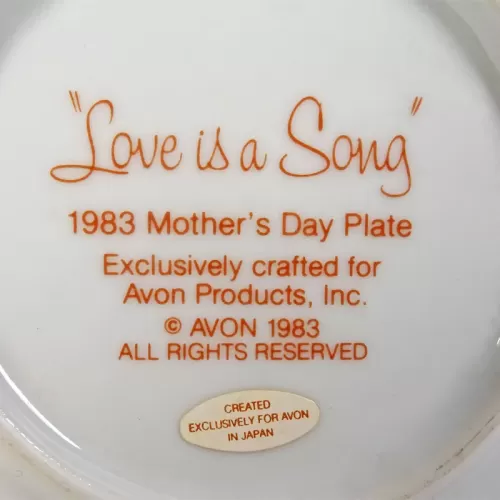 "Love is a Song"
1983 Mother's Day Plate
Exclusively crafted for
Avon Products, Inc.
© AVON 1983
ALL RIGHTS RESERVED
CREATED
EXCLUSIVELY FOR AVON
IN JAPAN